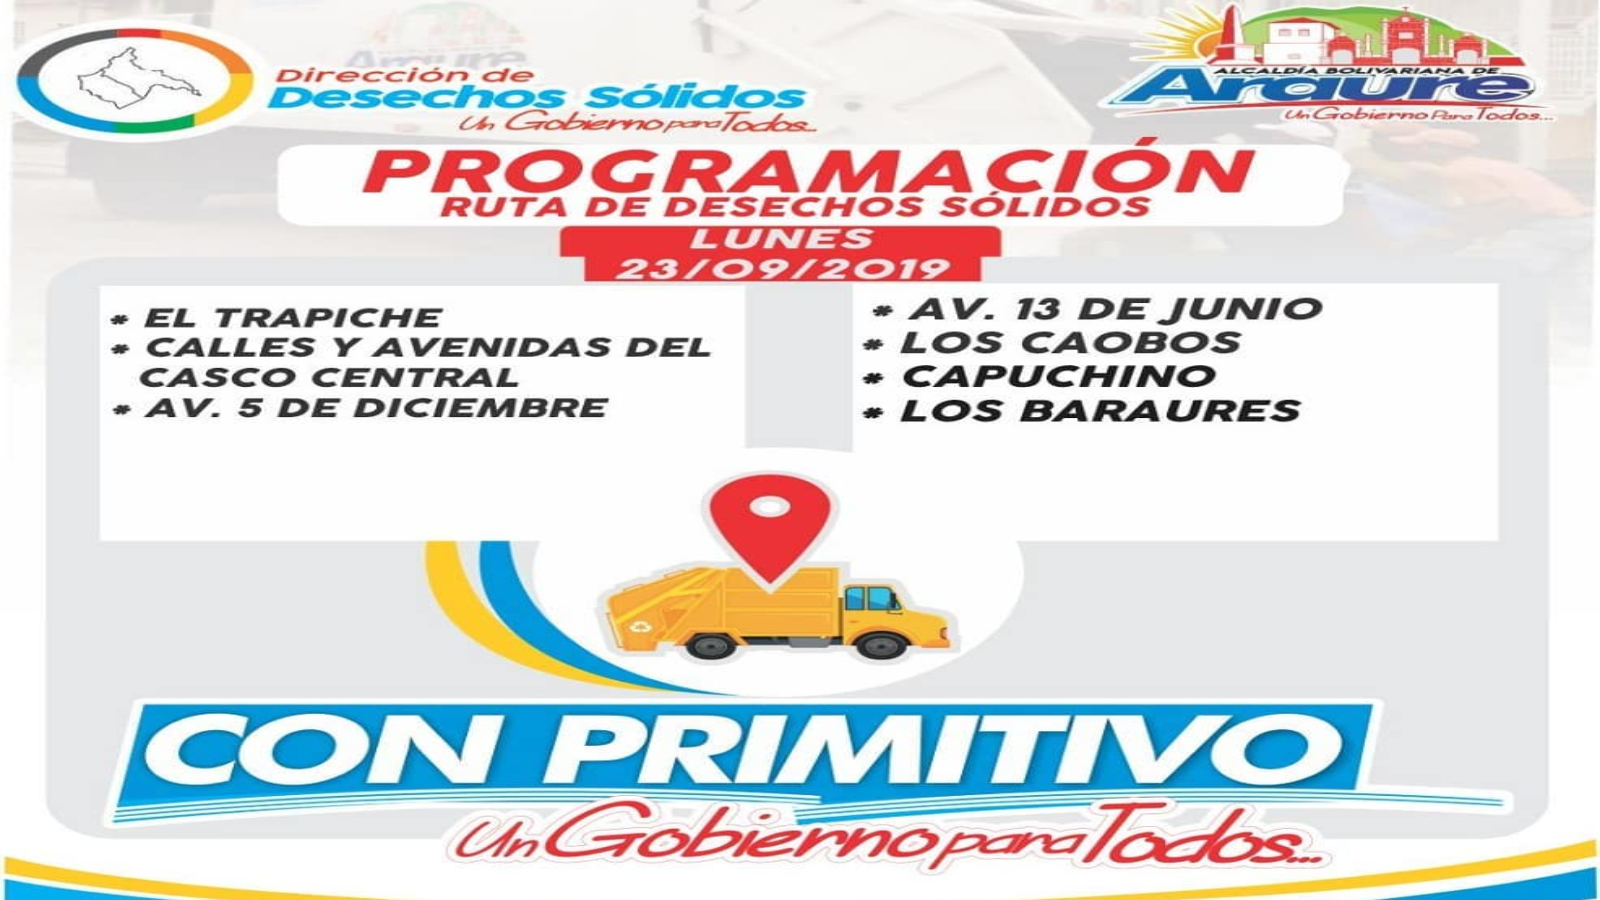 Dirección de
Desechos Sólidos
Un Gobierno para Todos...
ALCALDÍA BOLIVARIANA DE
Araure
Un Gobierno Para Todos...
PROGRAMACIÓN
RUTA DE DESECHOS SÓLIDOS
LUNES
23/09/2019
* EL TRAPICHE
* CALLES Y AVENIDAS DEL
CASCO CENTRAL
* AV. 5 DE DICIEMBRE
* AV. 13 DE JUNIO
* LOS CAOBOS
* CAPUCHINO
* LOS BARAURES
CON PRIMITIVO
Un Gobierno para Todos...